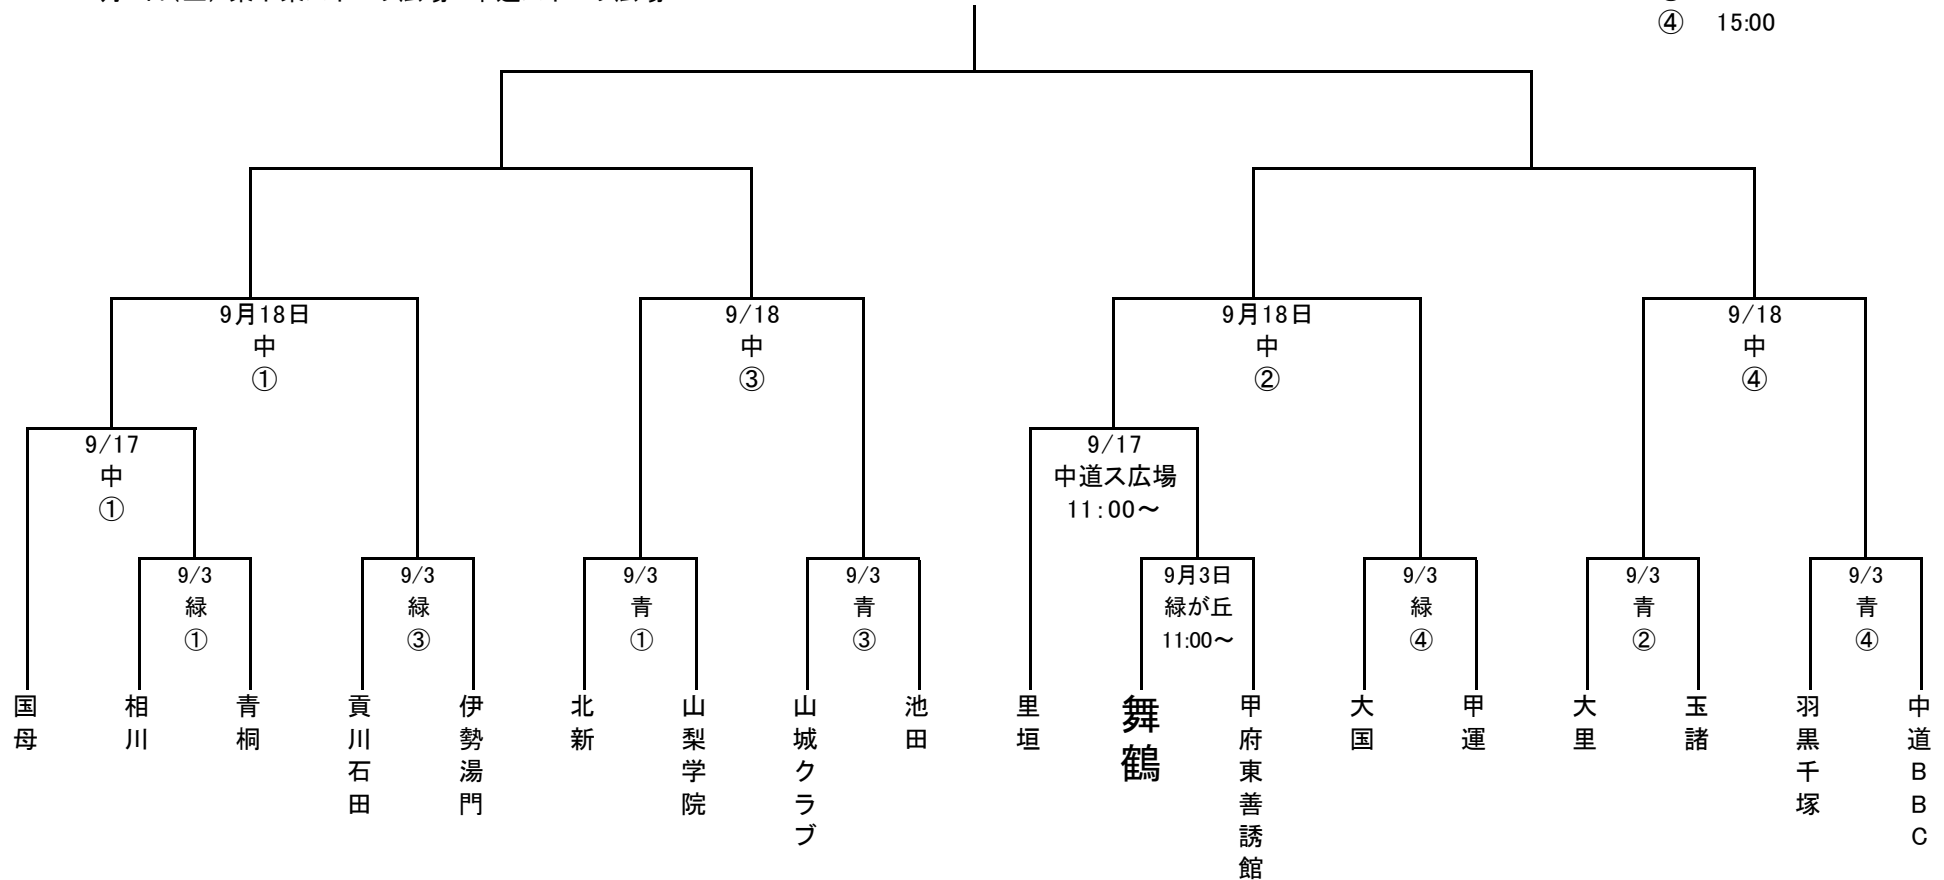 ④ 15:00
9月18日
中
①
9/18
中
③
9月18日
中
②
9/18
中
④
9/17
中
①
9/17
中道ス広場
11:00～
9/3
緑
①
9/3
緑
③
9/3
青
①
9/3
青
③
9月3日
緑が丘
11:00～
9/3
緑
④
9/3
青
②
9/3
青
④
国母
相川
青桐
貢川石田
伊勢湯門
北新
山梨学院
山城クラブ
池田
里垣
舞鶴
甲府東善誘館
大国
甲運
大里
玉諸
羽黒千塚
中道BBC